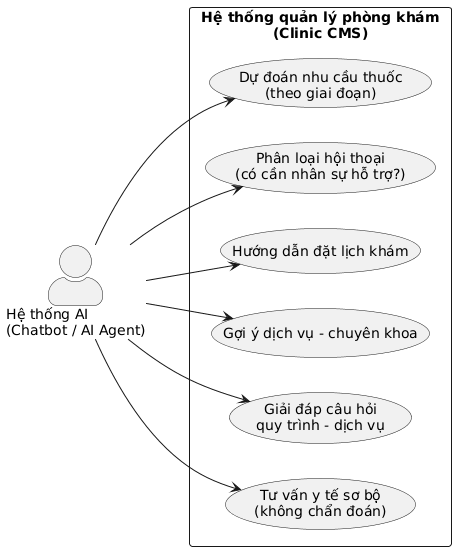 Hệ thống quản lý phòng khám
(Clinic CMS)
Dự đoán nhu cầu thuốc
(theo giai đoạn)
Phân loại hội thoại
(có cần nhân sự hỗ trợ?)
Hướng dẫn đặt lịch khám
Hệ thống AI
(Chatbot / AI Agent)
Gợi ý dịch vụ - chuyên khoa
Giải đáp câu hỏi
quy trình - dịch vụ
Tư vấn y tế sơ bộ
(không chẩn đoán)